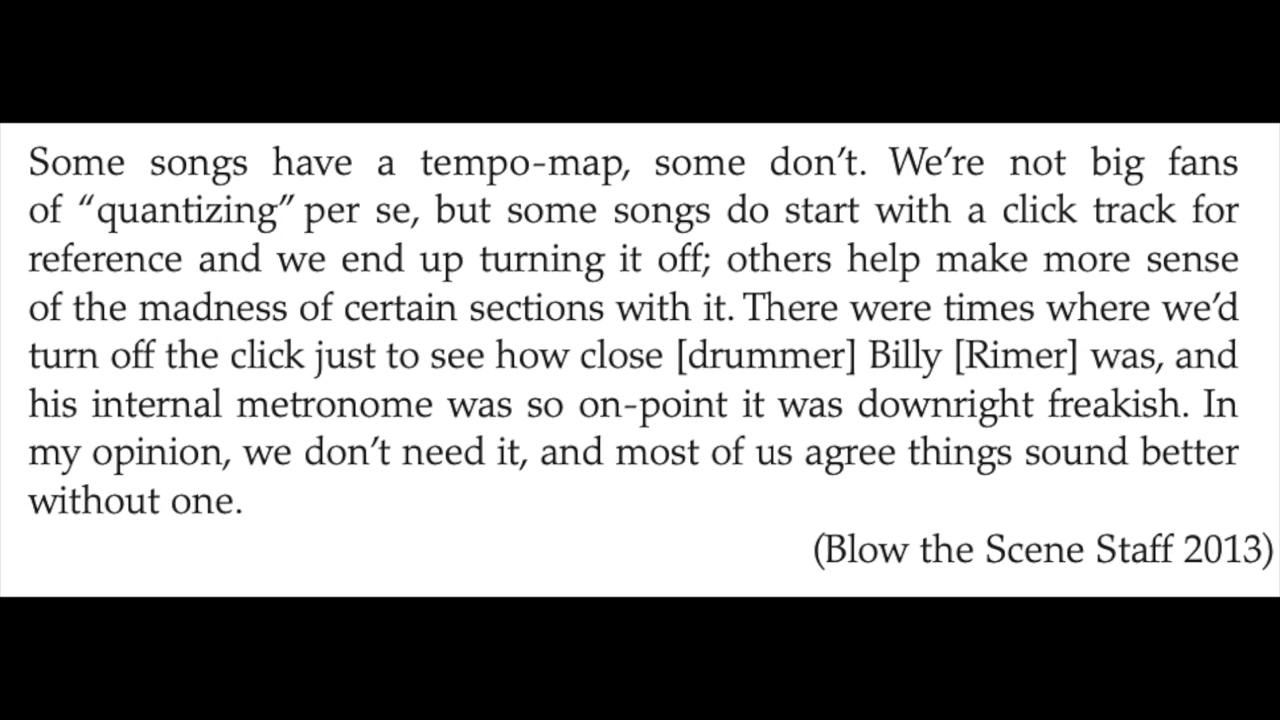 Some songs have a tempo-map, some don’t. We’re not big fans
of “quantizing” per se, but some songs do start with a click track for
reference and we end up turning it off; others help make more sense
of the madness of certain sections with it. There were times where we’d
turn off the click just to see how close [drummer] Billy [Rimer] was, and
his internal metronome was so on-point it was downright freakish. In
my opinion, we don’t need it, and most of us agree things sound better
without one.
(Blow the Scene Staff 2013)